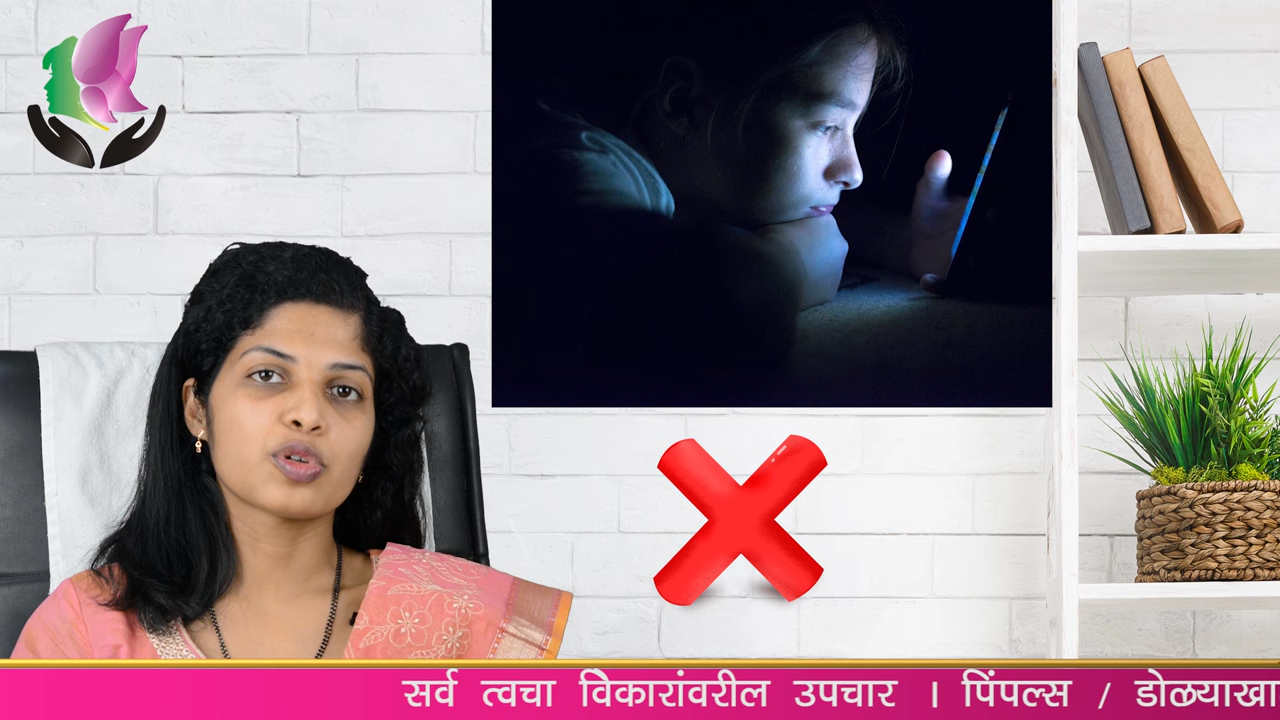 सर्व त्वचा विकारांवरील उपचार । पिंपल्स / डोळ्याखा